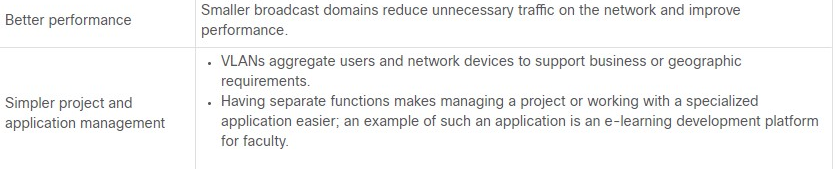 Better performance
Smaller broadcast domains reduce unnecessary traffic on the network and improve
performance.
Simpler project and
application management
• VLANs aggregate users and network devices to support business or geographic
requirements.
• Having separate functions makes managing a project or working with a specialized
application easier; an example of such an application is an e-learning development platform
for faculty.